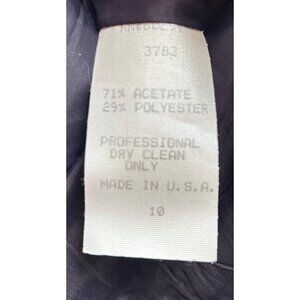 3783
71% ACETATE
29% POLYESTER
PROFESSIONAL
DRY CLEAN
ONLY
MADE IN U.S.A.
10